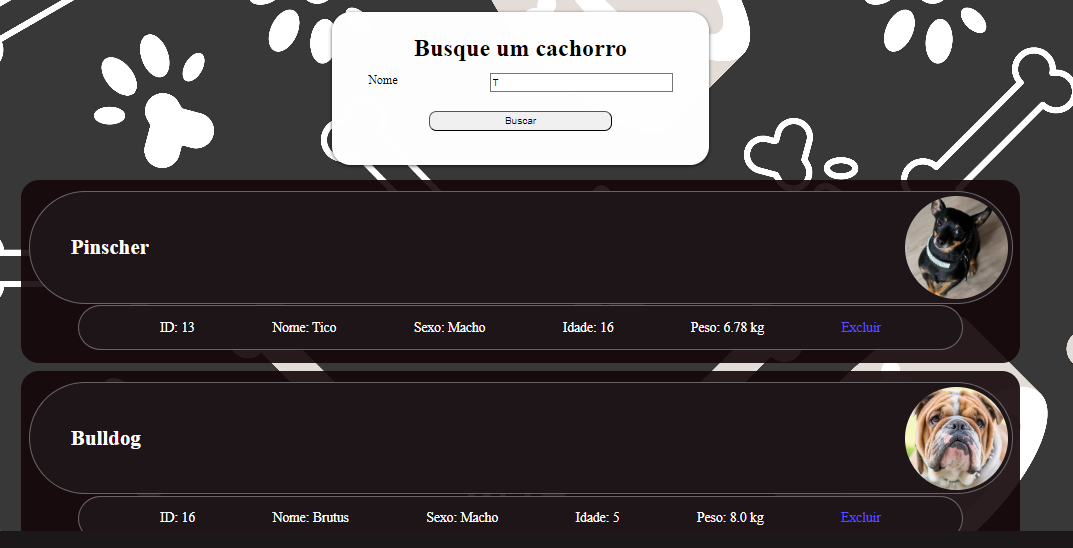 Busque um cachorro
Nome T
Buscar
Pinscher
ID: 13 Nome: Tico Sexo: Macho Idade: 16 Peso: 6.78 kg Excluir
Bulldog
ID: 16 Nome: Brutus Sexo: Macho Idade: 5 Peso: 8.0 kg Excluir